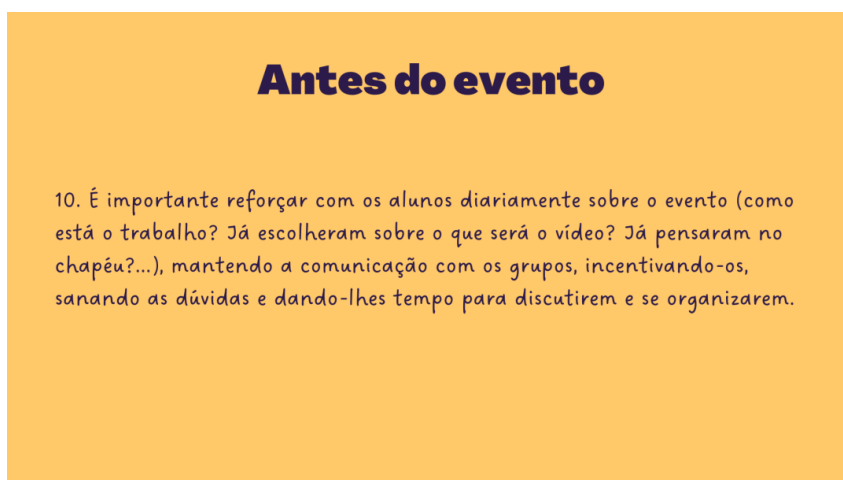 Antes do evento
10. É importante reforçar com os alunos diariamente sobre o evento (como
está o trabalho? Já escolheram sobre o que será o vídeo? Já pensaram no
chapéu?...), mantendo a comunicação com os grupos, incentivando-os,
sanando as dúvidas e dando-lhes tempo para discutirem e se organizarem.